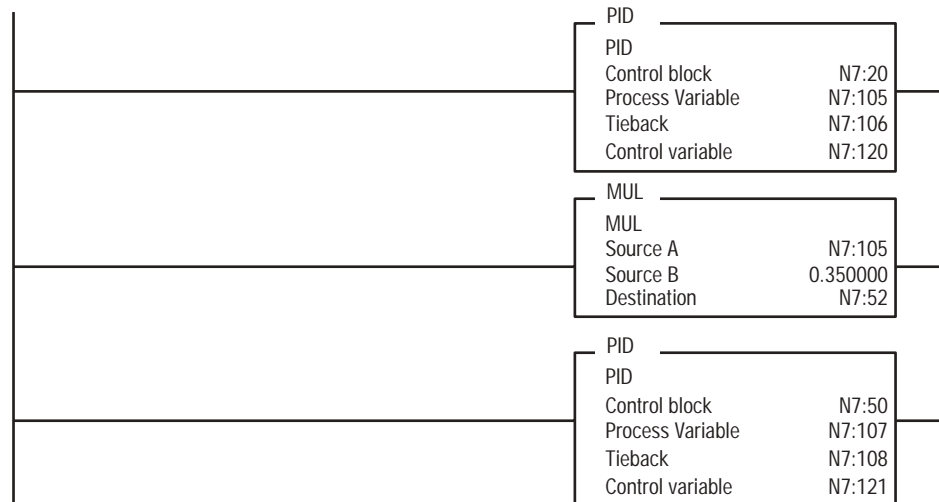 PID
PID
Control block N7:20
Process Variable N7:105
Tieback N7:106
Control variable N7:120
MUL
MUL
Source A N7:105
Source B 0.350000
Destination N7:52
PID
PID
Control block N7:50
Process Variable N7:107
Tieback N7:108
Control variable N7:121